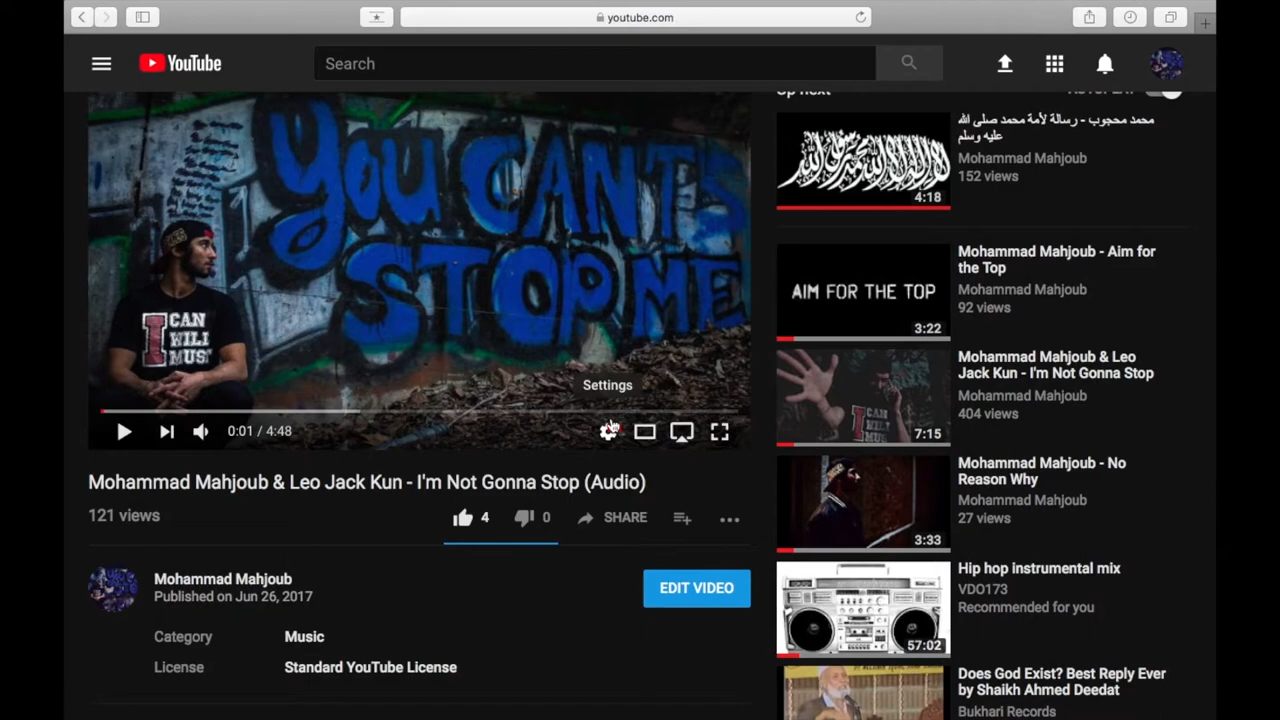 youtube.com
YouTube
Search
Up next
AUTOPLAY
YOU CAN'T
STOP ME
I CAN
WILL
MUST
Settings
0:01 / 4:48
Mohammad Mahjoub & Leo Jack Kun - I'm Not Gonna Stop (Audio)
121 views
4
0
SHARE
Mohammad Mahjoub
Published on Jun 26, 2017
EDIT VIDEO
Category
Music
License
Standard YouTube License
محمد محجوب - رسالة لأمة محمد صلى الله
عليه وسلم
Mohammad Mahjoub
152 views
4:18
AIM FOR THE TOP
3:22
Mohammad Mahjoub - Aim for
the Top
Mohammad Mahjoub
92 views
I CAN
WILL
MUST
7:15
Mohammad Mahjoub & Leo
Jack Kun - I'm Not Gonna Stop
Mohammad Mahjoub
404 views
3:33
Mohammad Mahjoub - No
Reason Why
Mohammad Mahjoub
27 views
57:02
Hip hop instrumental mix
VDO173
Recommended for you
Does God Exist? Best Reply Ever
by Shaikh Ahmed Deedat
Bukhari Records